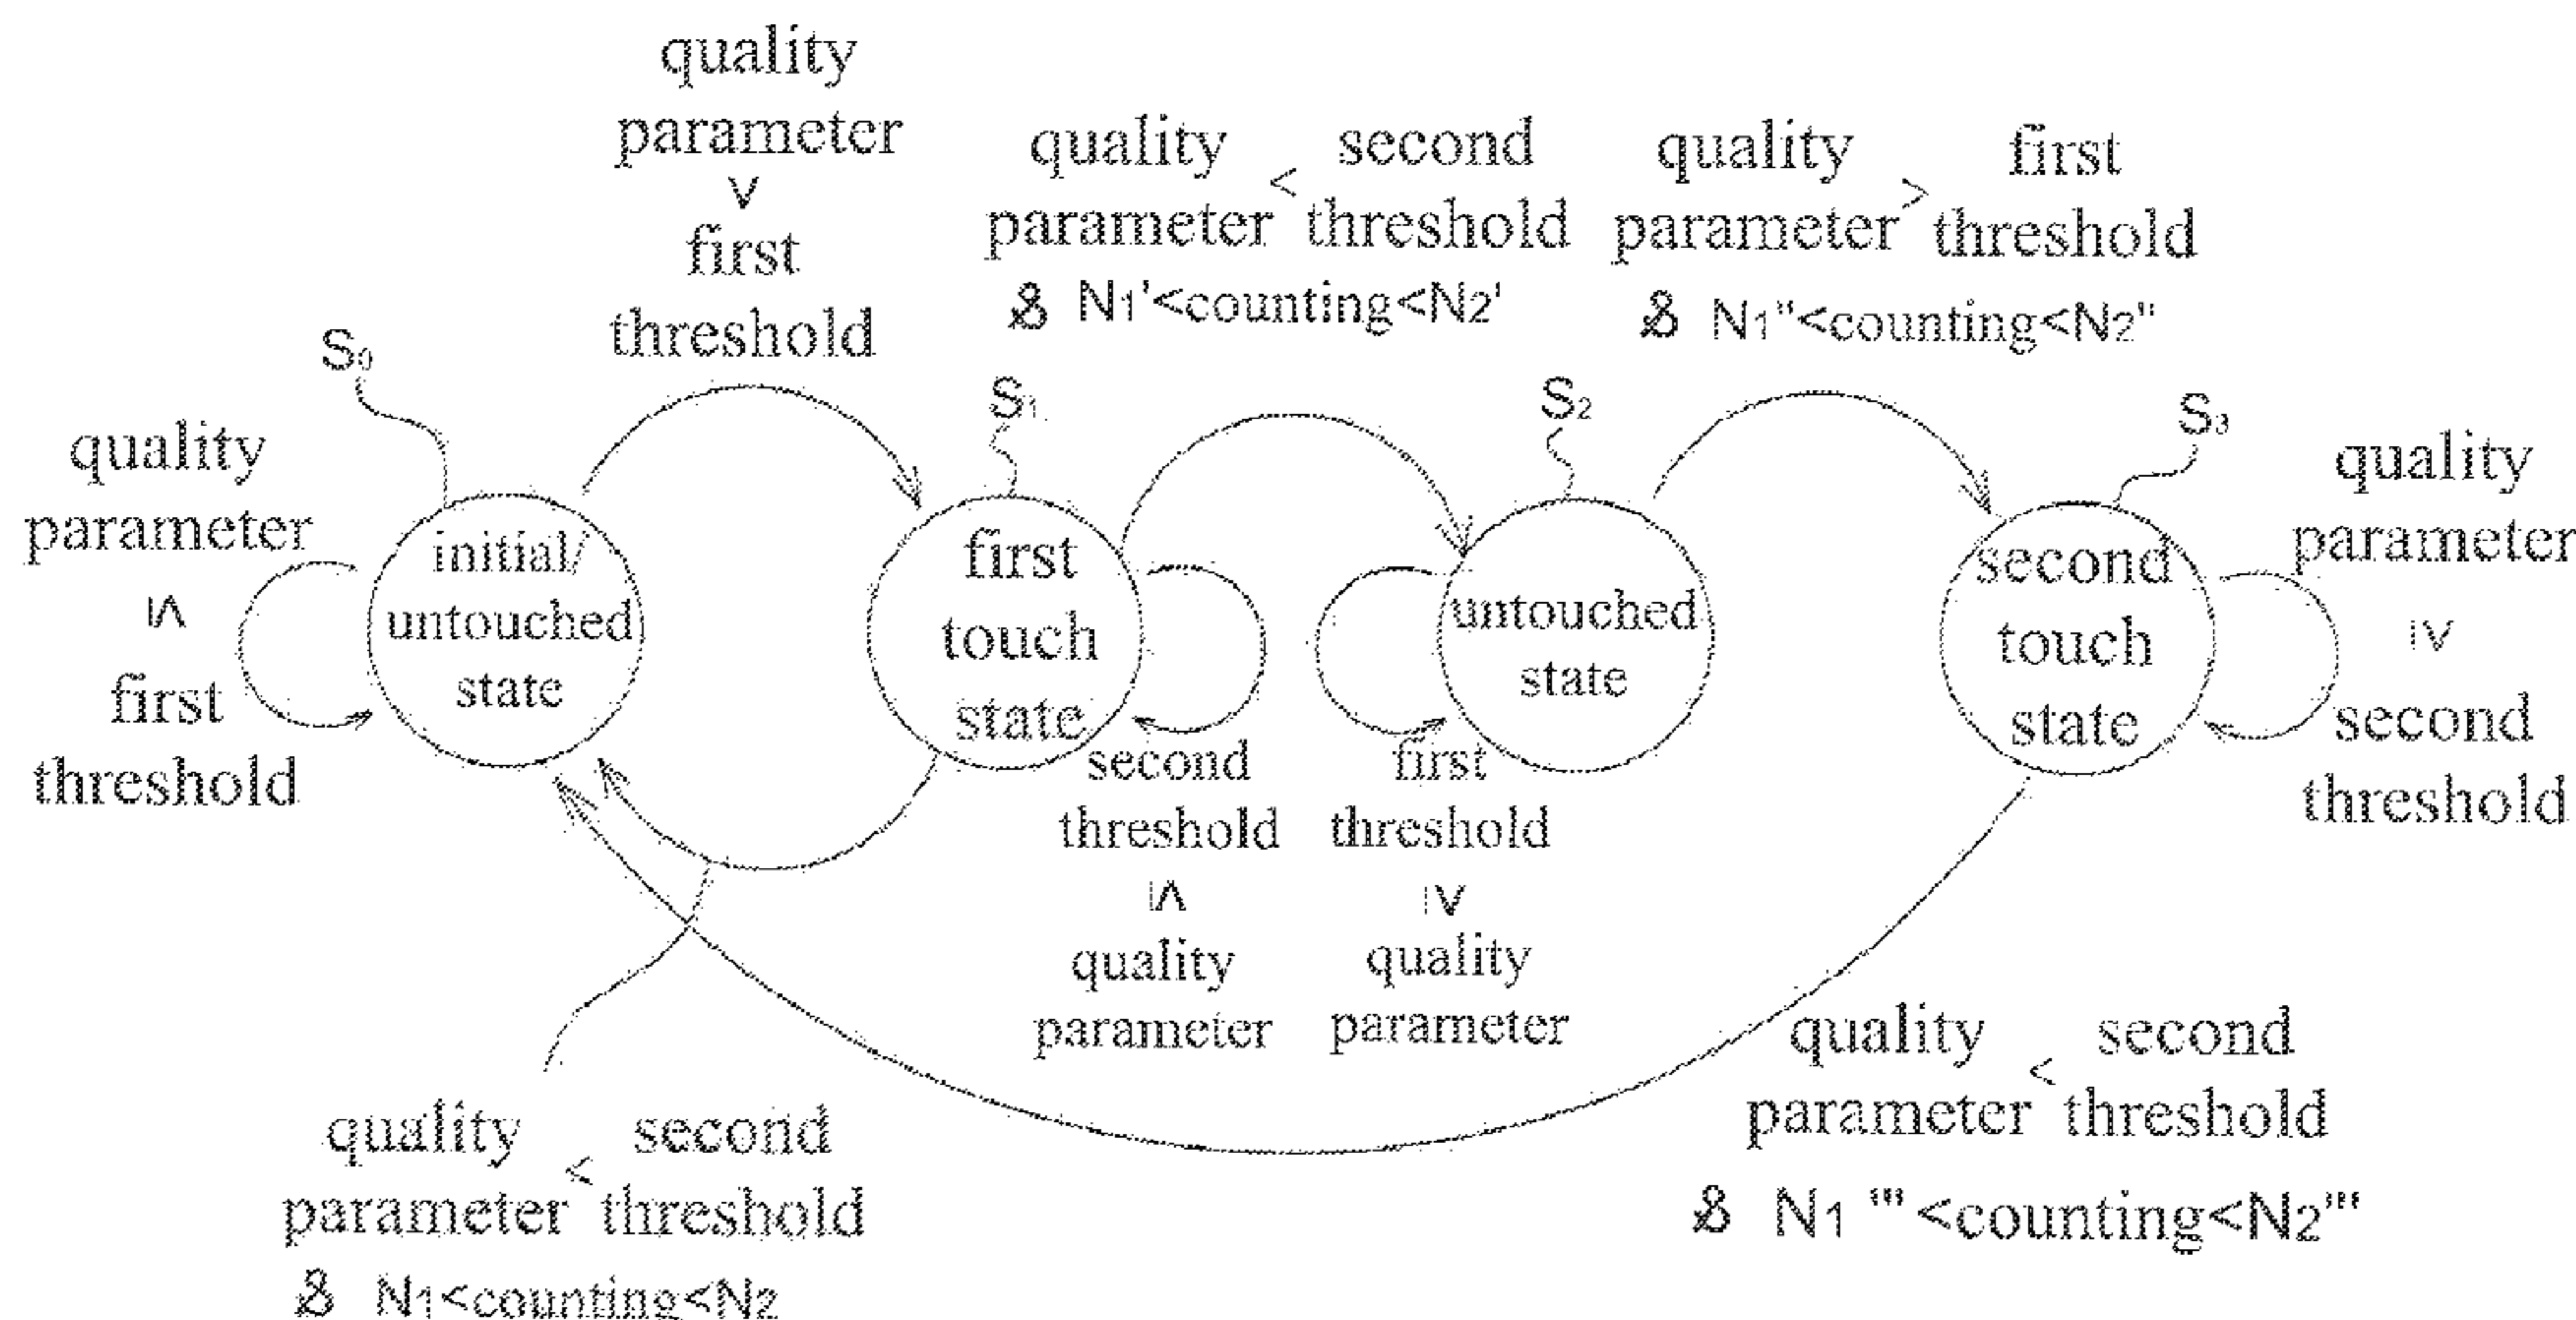 quality
parameter
>
first
threshold
quality
parameter
<
second
threshold
& N1'<counting<N2'
quality
parameter
>
first
threshold
& N1''<counting<N2''
S0
S1
S2
S3
quality
parameter
≤
first
threshold
initial/
untouched
state
first
touch
state
untouched
state
second
touch
state
quality
parameter
≥
second
threshold
second
threshold
≤
quality
parameter
first
threshold
≥
quality
parameter
quality
parameter
<
second
threshold
& N1<counting<N2
quality
parameter
<
second
threshold
& N1'''<counting<N2'''